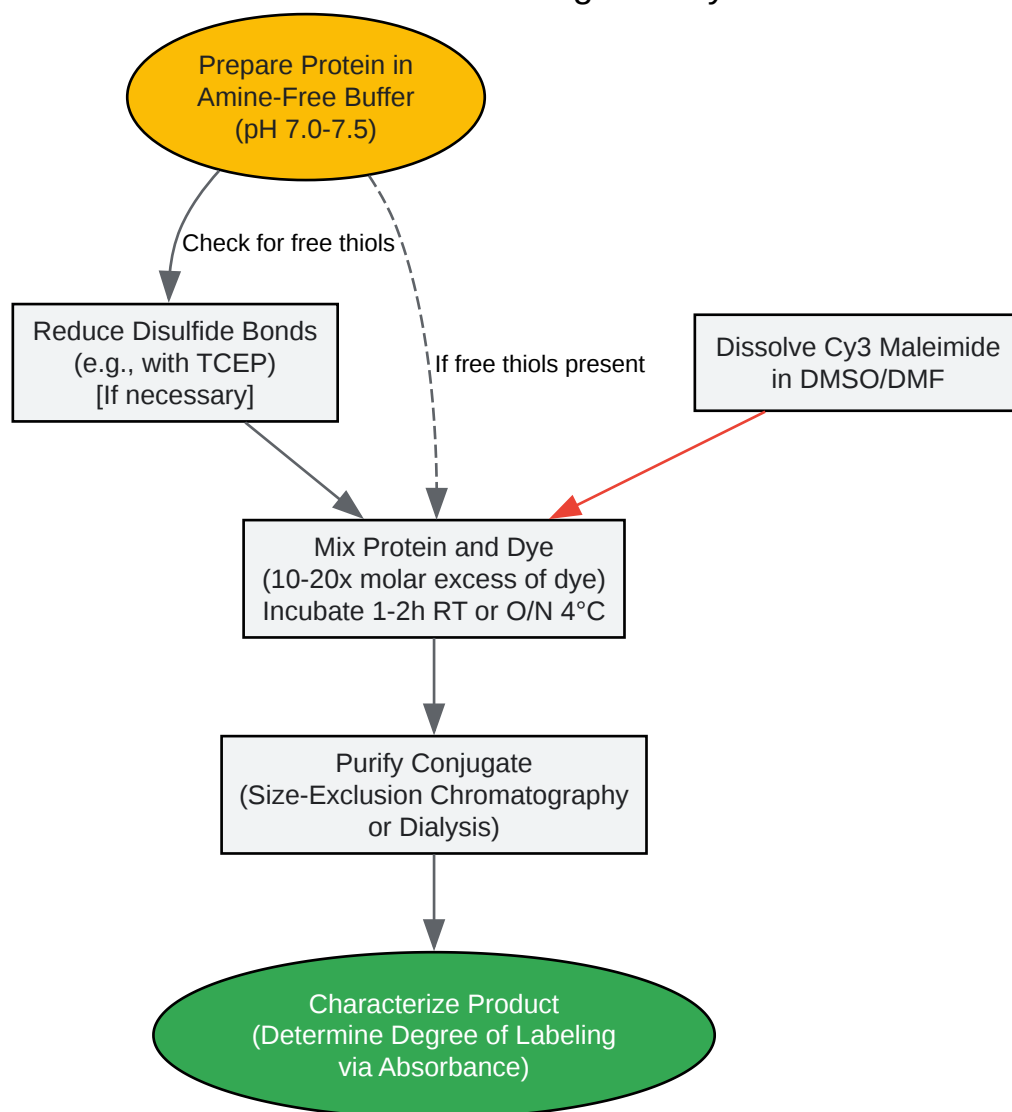 Prepare Protein in
Amine-Free Buffer
(pH 7.0-7.5)
Check for free thiols
Reduce Disulfide Bonds
(e.g., with TCEP)
[If necessary]
If free thiols present
Dissolve Cy3 Maleimide
in DMSO/DMF
Mix Protein and Dye
(10-20x molar excess of dye)
Incubate 1-2h RT or O/N 4°C
Purify Conjugate
(Size-Exclusion Chromatography
or Dialysis)
Characterize Product
(Determine Degree of Labeling
via Absorbance)